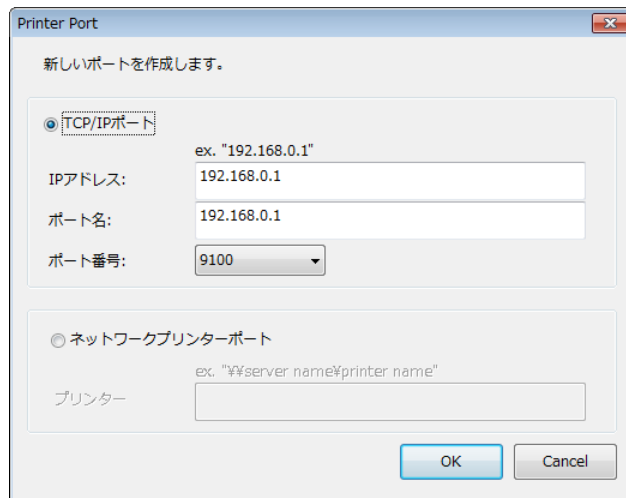 Printer Port
新しいポートを作成します。
TCP/IPポート
ex. "192.168.0.1"
IPアドレス: 192.168.0.1
ポート名: 192.168.0.1
ポート番号: 9100
ネットワークプリンターポート
ex. "¥¥server name¥printer name"
プリンター
OK Cancel